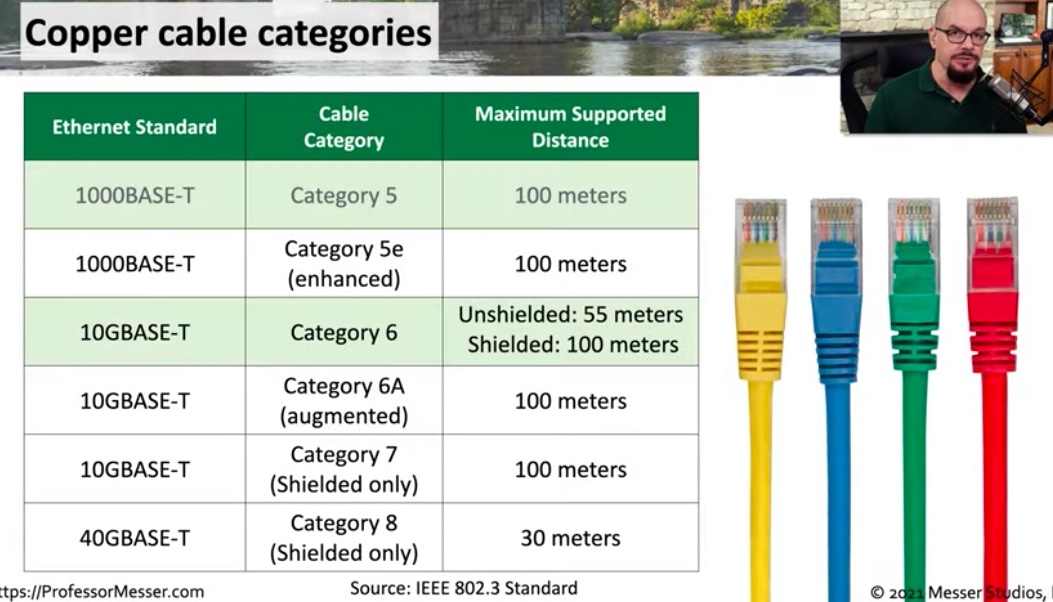 Copper cable categories
Ethernet Standard
Cable
Category
Maximum Supported
Distance
1000BASE-T
Category 5
100 meters
1000BASE-T
Category 5e
(enhanced)
100 meters
10GBASE-T
Category 6
Unshielded: 55 meters
Shielded: 100 meters
10GBASE-T
Category 6A
(augmented)
100 meters
10GBASE-T
Category 7
(Shielded only)
100 meters
40GBASE-T
Category 8
(Shielded only)
30 meters
ttps://ProfessorMesser.com
Source: IEEE 802.3 Standard
© 2021 Messer Studios,